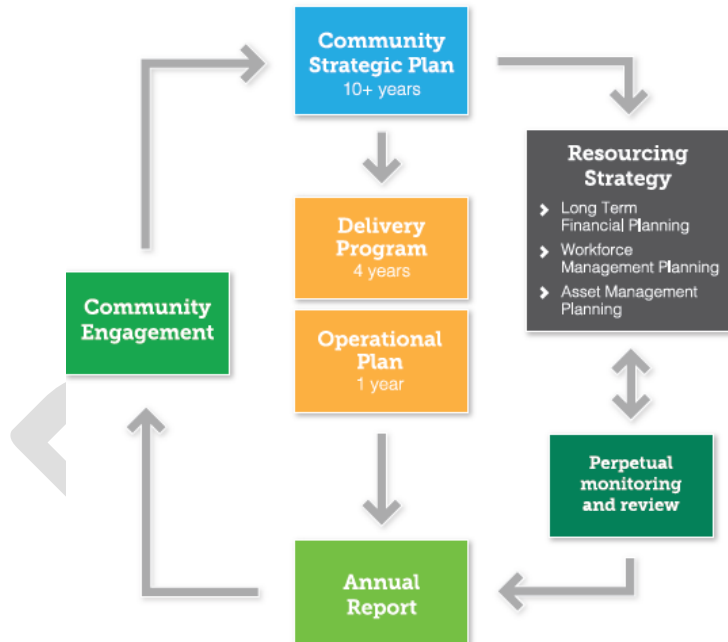 Community
Strategic Plan
10+ years
Resourcing
Strategy
Long Term
Financial Planning
Workforce
Management Planning
Asset Management
Planning
Delivery
Program
4 years
Community
Engagement
Operational
Plan
1 year
Perpetual
monitoring
and review
Annual
Report